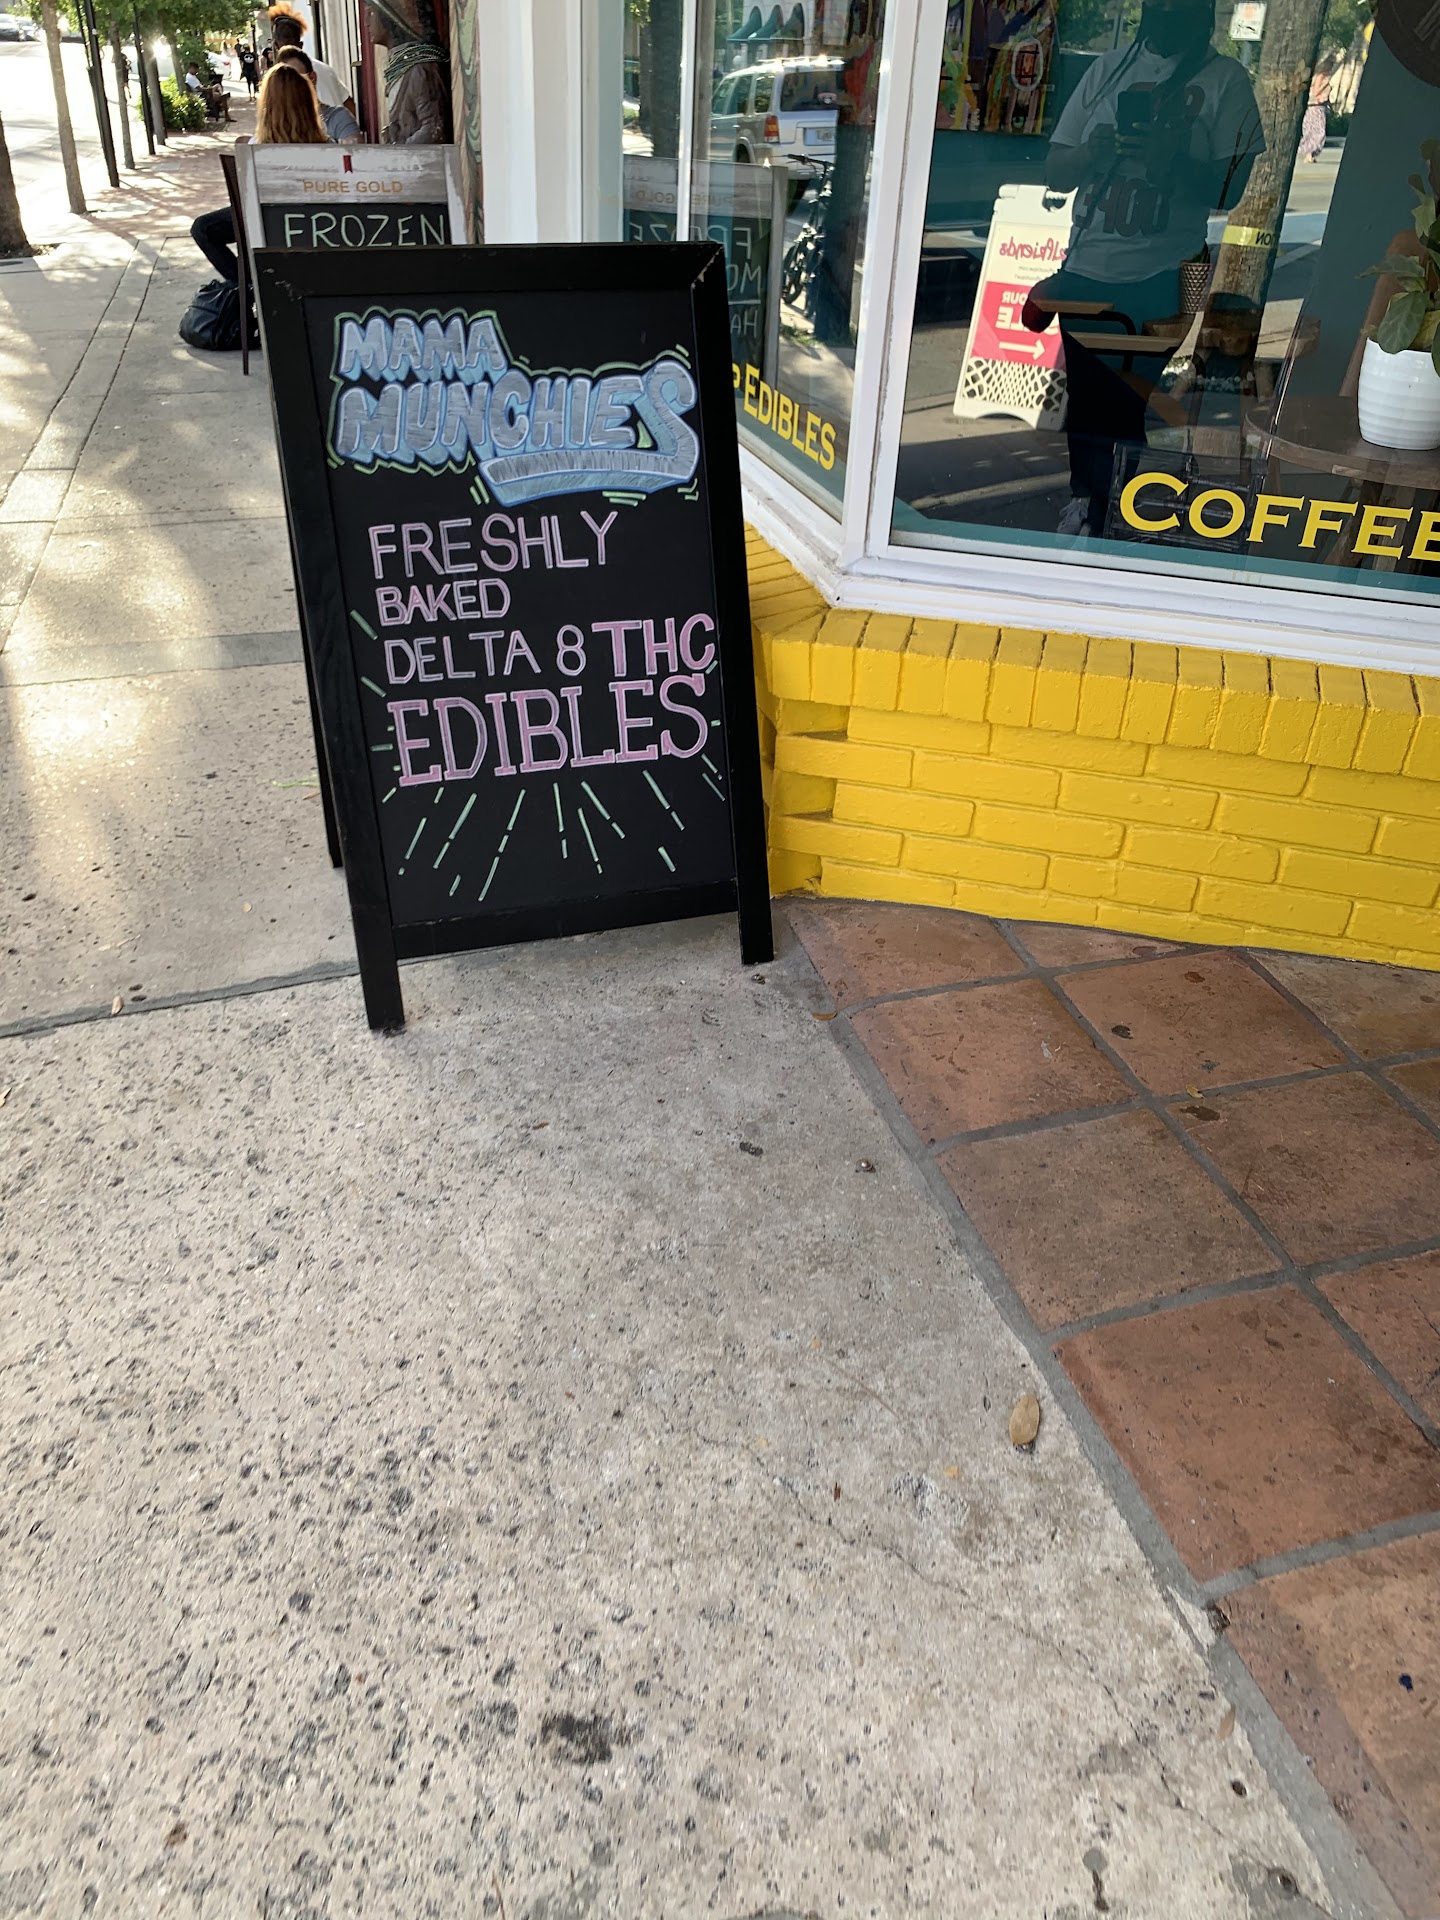 PURE GOLD
FROZEN
MAMA
MUNCHIES
FRESHLY
BAKED
DELTA 8 THC
EDIBLES
EDIBLES
COFFEE